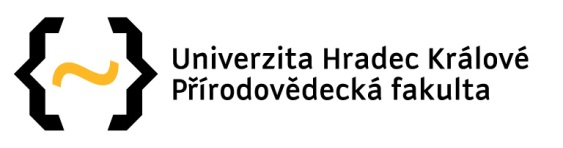 Univerzita Hradec Králové
Přírodovědecká fakulta